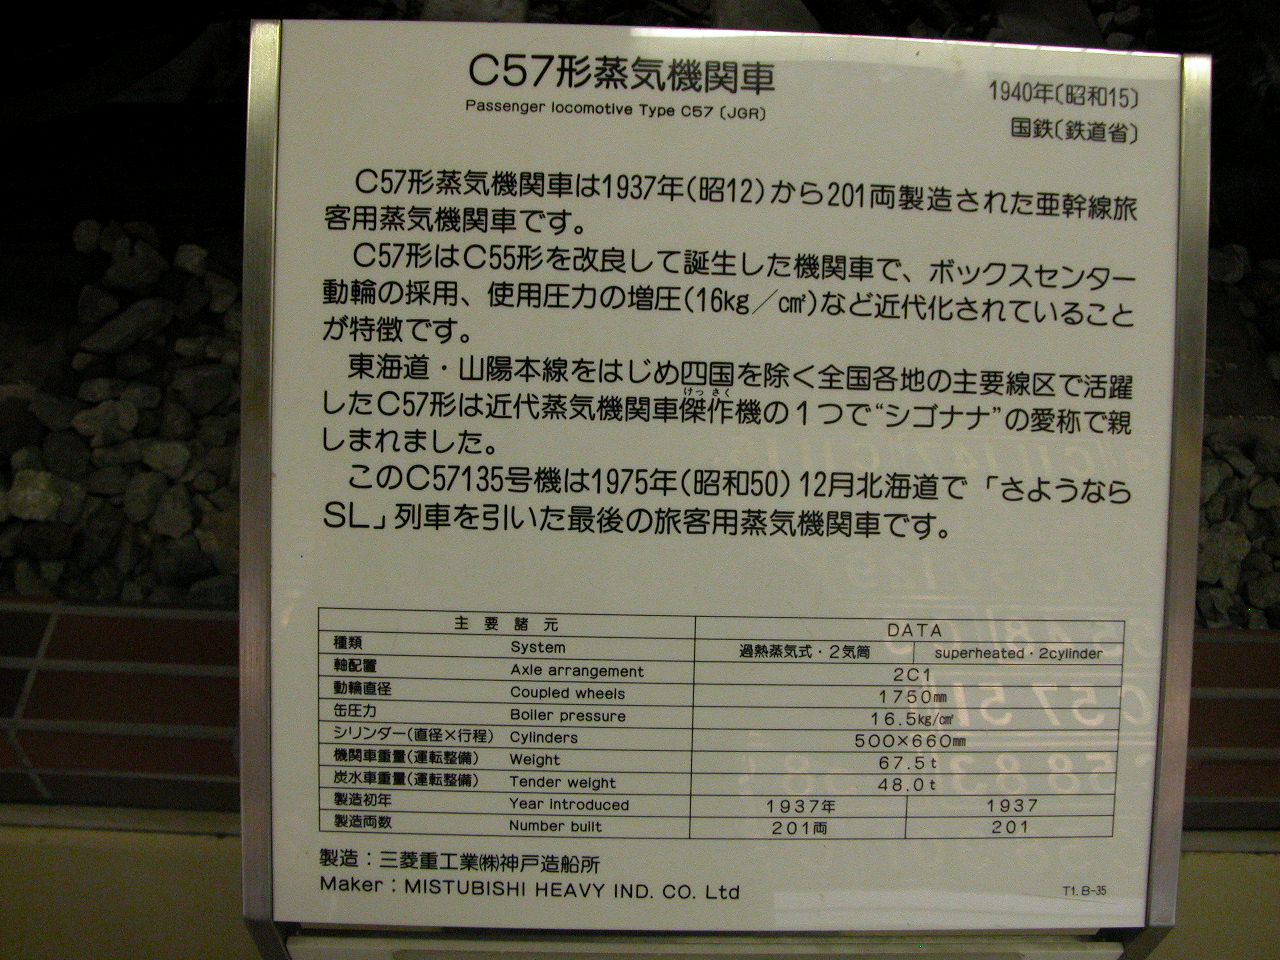 C57形蒸気機関車
Passenger locomotive Type C57 〔JGR〕
1940年〔昭和15〕
国鉄〔鉄道省〕
C57形蒸気機関車は1937年(昭12)から201両製造された亜幹線旅
客用蒸気機関車です。
C57形はC55形を改良して誕生した機関車で、ボックスセンター
動輪の採用、使用圧力の増圧(16kg/c㎡)など近代化されていること
が特徴です。
東海道・山陽本線をはじめ四国を除く全国各地の主要線区で活躍
けっ さく
したC57形は近代蒸気機関車傑作機の1つで“シゴナナ”の愛称で親
しまれました。
このC57135号機は1975年(昭和50)12月北海道で「さようなら
SL」列車を引いた最後の旅客用蒸気機関車です。
主要諸元 DATA
種類 System 過熱蒸気式・2気筒 superheated・2cylinder
軸配置 Axle arrangement 2C1
動輪直径 Coupled wheels 1750㎜
缶圧力 Boller pressure 16.5kg/c㎡
シリンダー(直径×行程) Cylinders 500×660㎜
機関車重量(運転整備) Weight 67.5t
炭水車重量(運転整備) Tender weight 48.0t
製造初年 Year introduced 1937年 1937
製造両数 Number built 201両 201
製造：三菱重工業㈱神戸造船所
Maker：MISTUBISHI HEAVY IND. CO. Ltd
T1. B-35